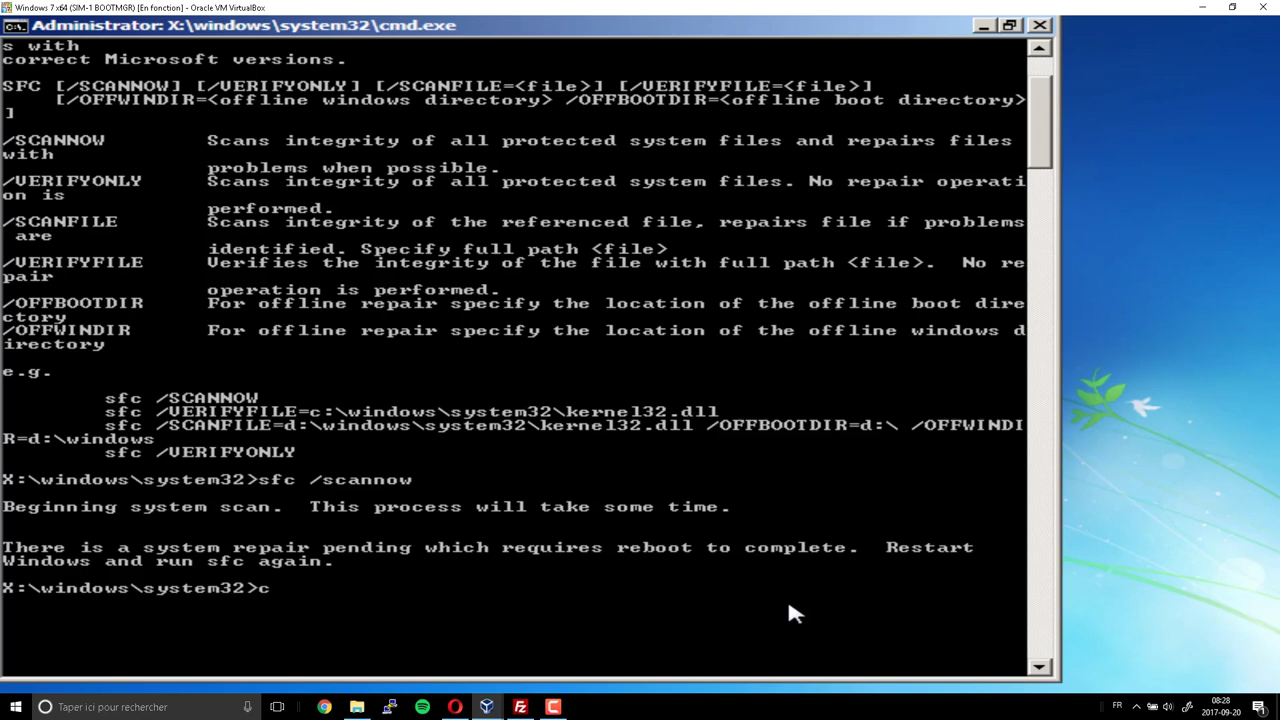 Windows 7 x64 (SIM-1 BOOTMGR) [En fonction] - Oracle VM VirtualBox
Administrator: X:\windows\system32\cmd.exe
s with
correct Microsoft versions.
SFC [/SCANNOW] [/VERIFYONLY] [/SCANFILE=<file>] [/VERIFYFILE=<file>]
[/OFFWINDIR=<offline windows directory> /OFFBOOTDIR=<offline boot directory>
]
/SCANNOW Scans integrity of all protected system files and repairs files
with
problems when possible.
/VERIFYONLY Scans integrity of all protected system files. No repair operati
on is
performed.
/SCANFILE Scans integrity of the referenced file, repairs file if problems
are
identified. Specify full path <file>
/VERIFYFILE Verifies the integrity of the file with full path <file>. No re
pair
operation is performed.
/OFFBOOTDIR For offline repair specify the location of the offline boot dire
ctory
/OFFWINDIR For offline repair specify the location of the offline windows d
irectory
e.g.
sfc /SCANNOW
sfc /VERIFYFILE=c:\windows\system32\kernel32.dll
sfc /SCANFILE=d:\windows\system32\kernel32.dll /OFFBOOTDIR=d:\ /OFFWINDI
R=d:\windows
sfc /VERIFYONLY
X:\windows\system32>sfc /scannow
Beginning system scan. This process will take some time.
There is a system repair pending which requires reboot to complete. Restart
Windows and run sfc again.
X:\windows\system32>c
Taper ici pour rechercher
FR
08:28
2017-09-20